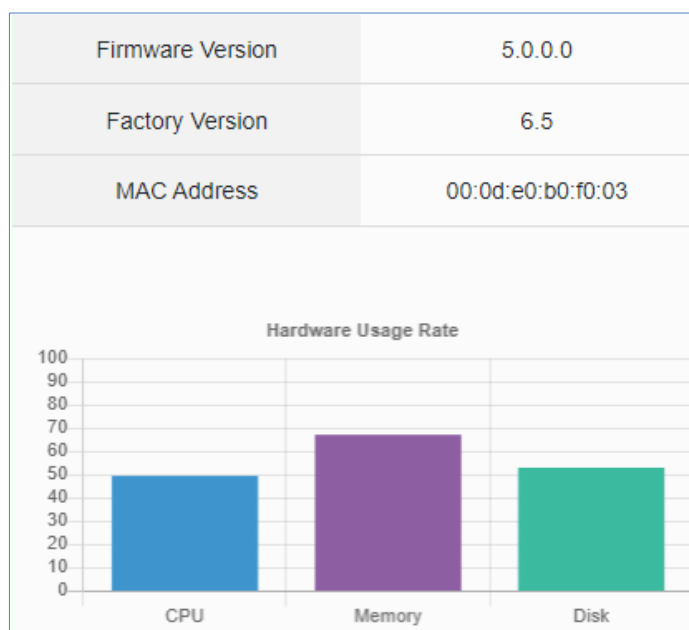 Firmware Version 5.0.0.0
Factory Version 6.5
MAC Address 00:0d:e0:b0:f0:03
Hardware Usage Rate
100
90
80
70
60
50
40
30
20
10
0
CPU Memory Disk